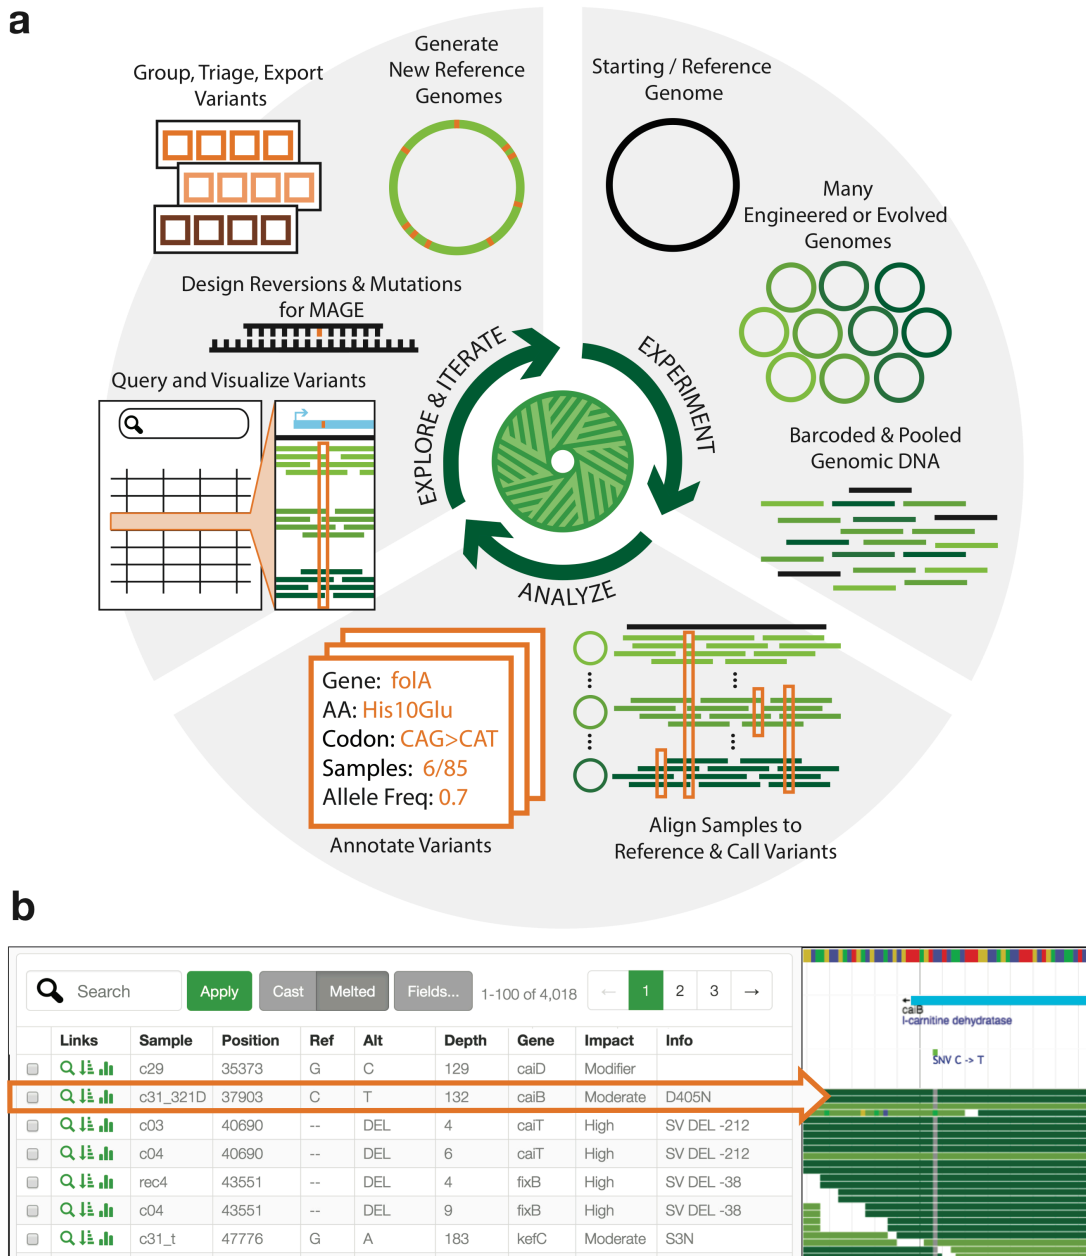 a
Group, Triage, Export
Variants
Generate
New Reference
Genomes
Starting / Reference
Genome
Many
Engineered or Evolved
Genomes
Design Reversions & Mutations
for MAGE
Query and Visualize Variants
EXPLORE & ITERATE
EXPERIMENT
ANALYZE
Barcoded & Pooled
Genomic DNA
Gene: folA
AA: His10Glu
Codon: CAG>CAT
Samples: 6/85
Allele Freq: 0.7
Annotate Variants
Align Samples to
Reference & Call Variants
b
Search Apply Cast Melted Fields... 1-100 of 4,018 ← 1 2 3 →
Links Sample Position Ref Alt Depth Gene Impact Info
c29 35373 G C 129 caiD Modifier
c31_321D 37903 C T 132 caiB Moderate D405N
c03 40690 -- DEL 4 caiT High SV DEL -212
c04 40690 -- DEL 6 caiT High SV DEL -212
rec4 43551 -- DEL 4 fixB High SV DEL -38
c04 43551 -- DEL 9 fixB High SV DEL -38
c31_t 47776 G A 183 kefC Moderate S3N
caiB
l-carnitine dehydratase
SNV C -> T